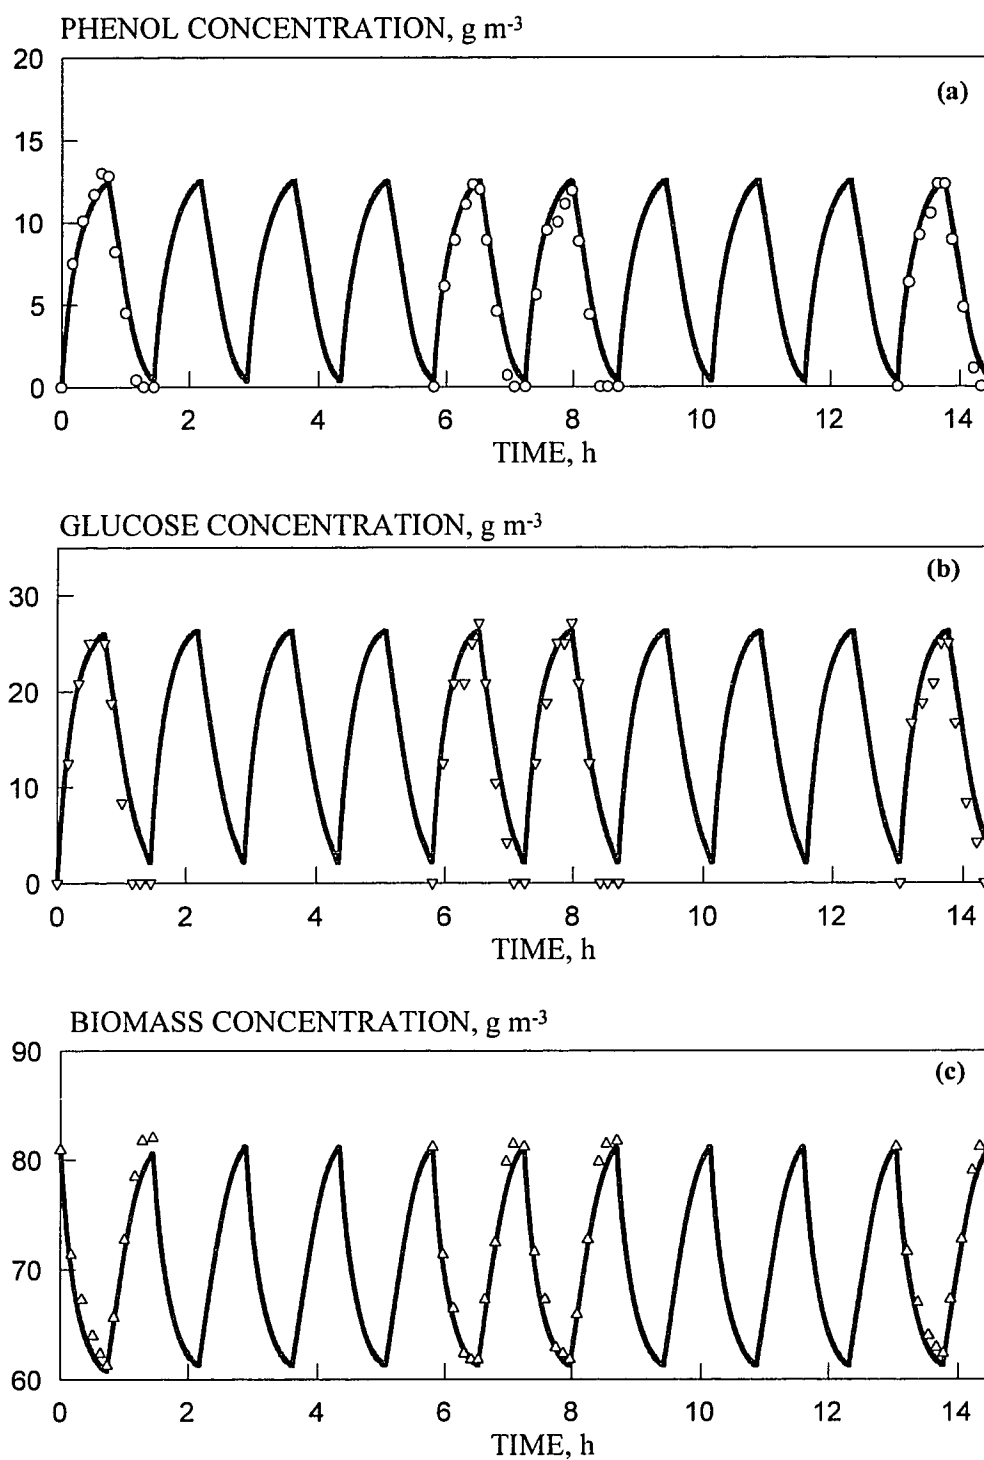 PHENOL CONCENTRATION, g m-3
20
(a)
15
10
5
0
0 2 4 6 8 10 12 14
TIME, h
GLUCOSE CONCENTRATION, g m-3
(b)
30
20
10
0
0 2 4 6 8 10 12 14
TIME, h
BIOMASS CONCENTRATION, g m-3
90
(c)
80
70
60
0 2 4 6 8 10 12 14
TIME, h